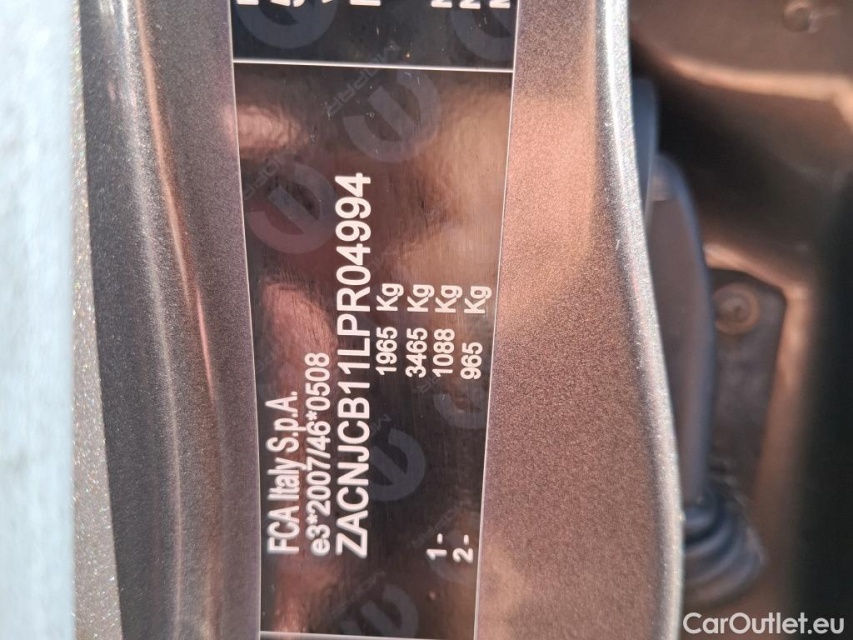 FCA Italy S.p.A.
e3*2007/46*0508
ZACNJCB11LPR04994
1965 Kg
3465 Kg
1- 1088 Kg
2- 965 Kg
MOPAR
CarOutlet.eu